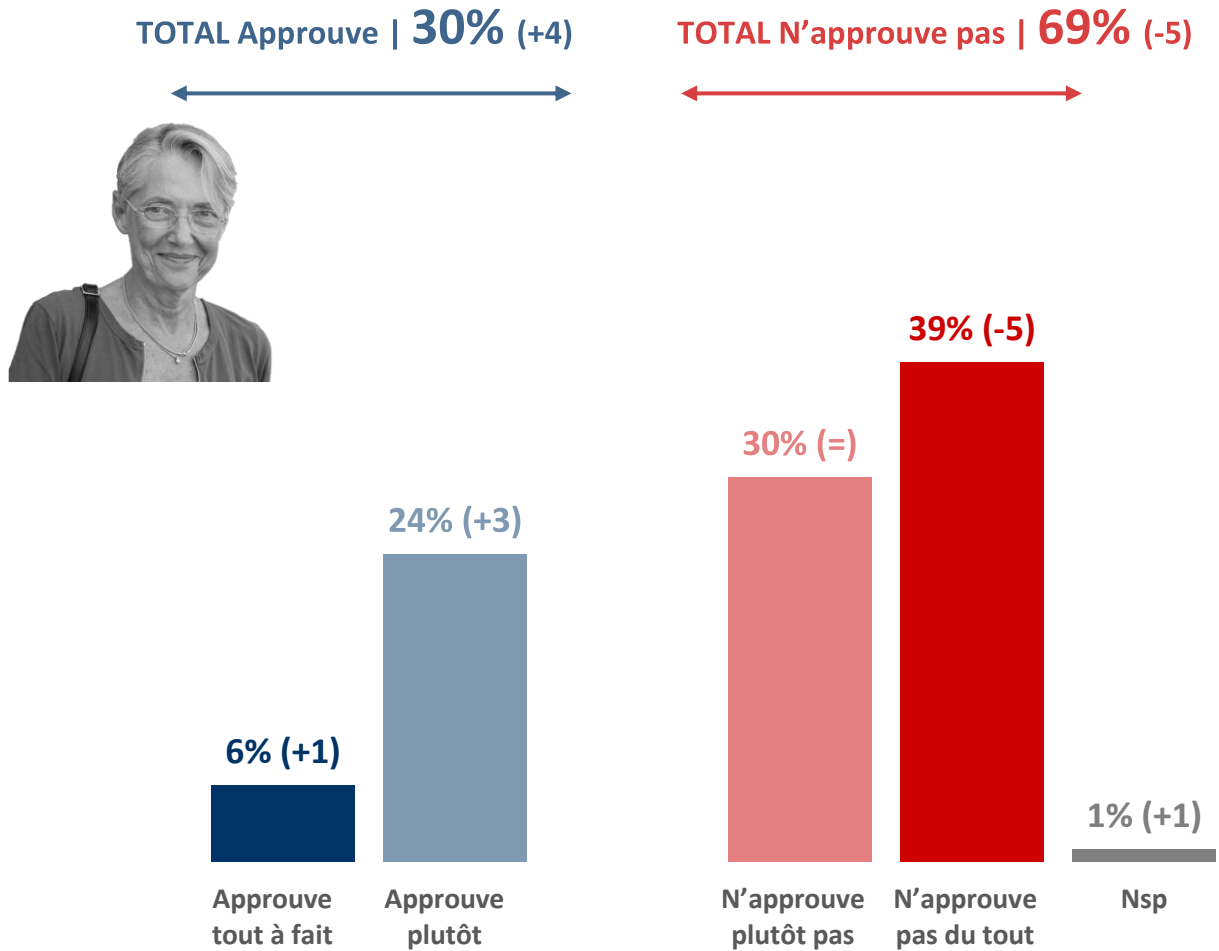 TOTAL Approuve | 30% (+4)
TOTAL N’approuve pas | 69% (-5)
39% (-5)
30% (=)
24% (+3)
6% (+1)
1% (+1)
Approuve
tout à fait
Approuve
plutôt
N’approuve
plutôt pas
N’approuve
pas du tout
Nsp